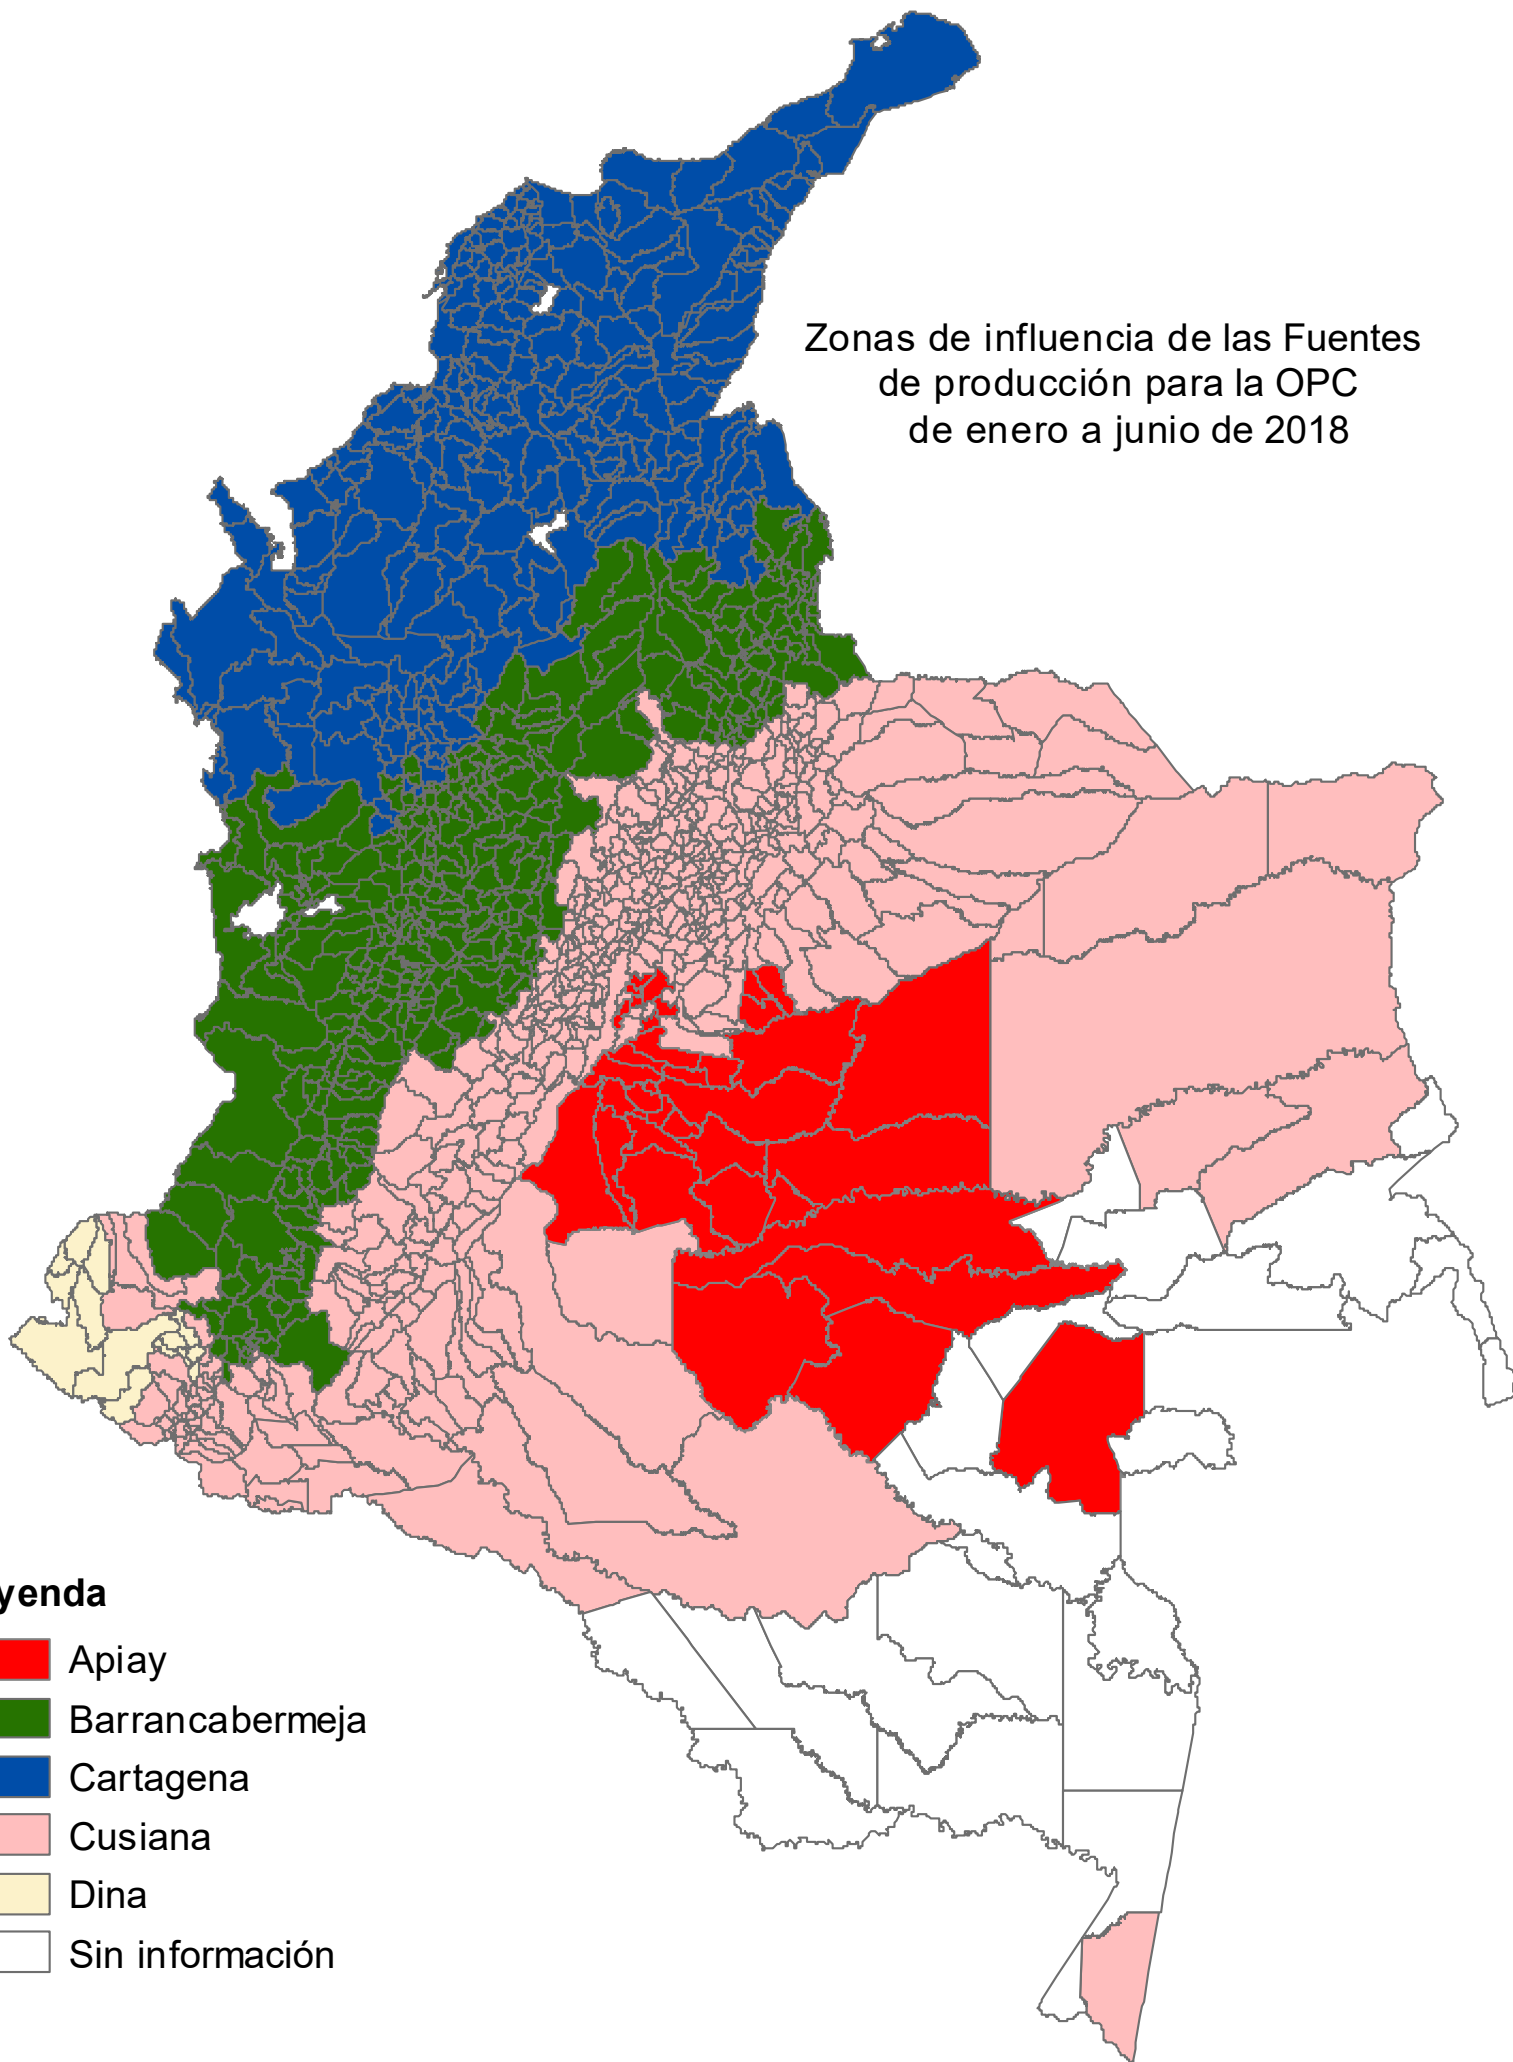 Zonas de influencia de las Fuentes
de producción para la OPC
de enero a junio de 2018
yenda
Apiay
Barrancabermeja
Cartagena
Cusiana
Dina
Sin información